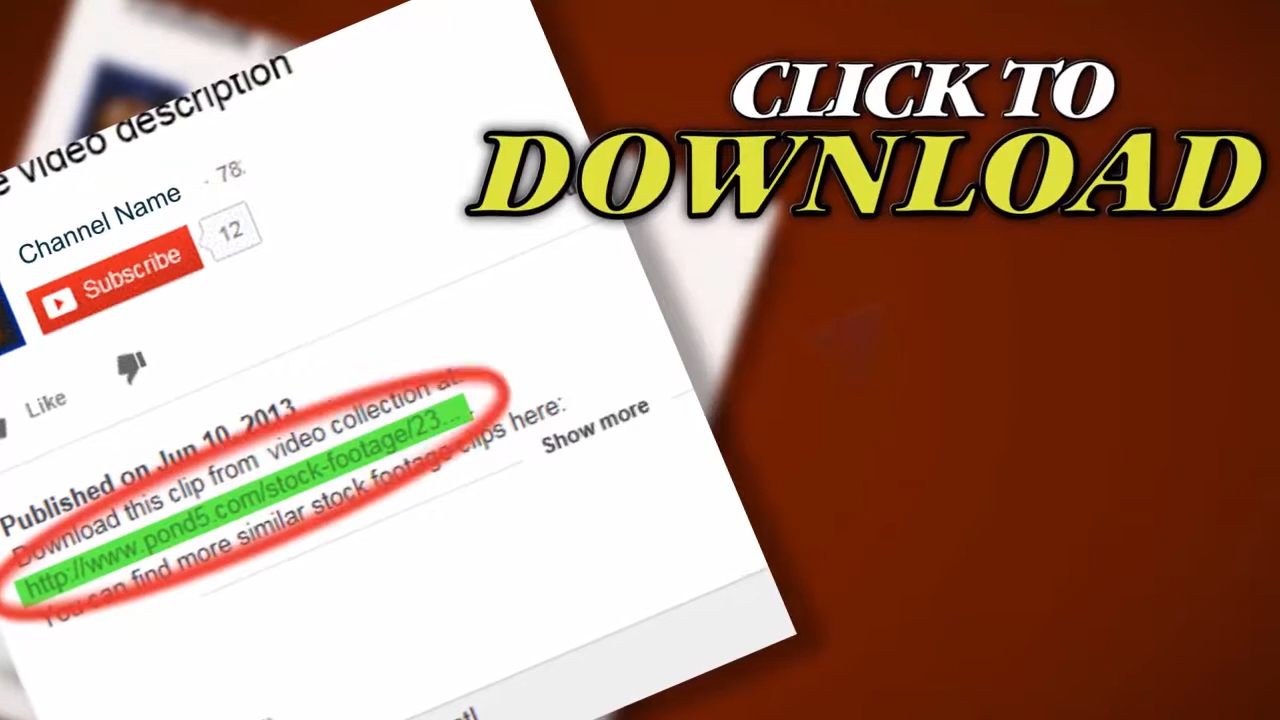 CLICK TO
DOWNLOAD
video description
Channel Name
Subscribe
12
Like
Published on Jun 10, 2013
Download this clip from video collection at:
http://www.pond5.com/stock-footage/23...
You can find more similar stock footage clips here:
Show more